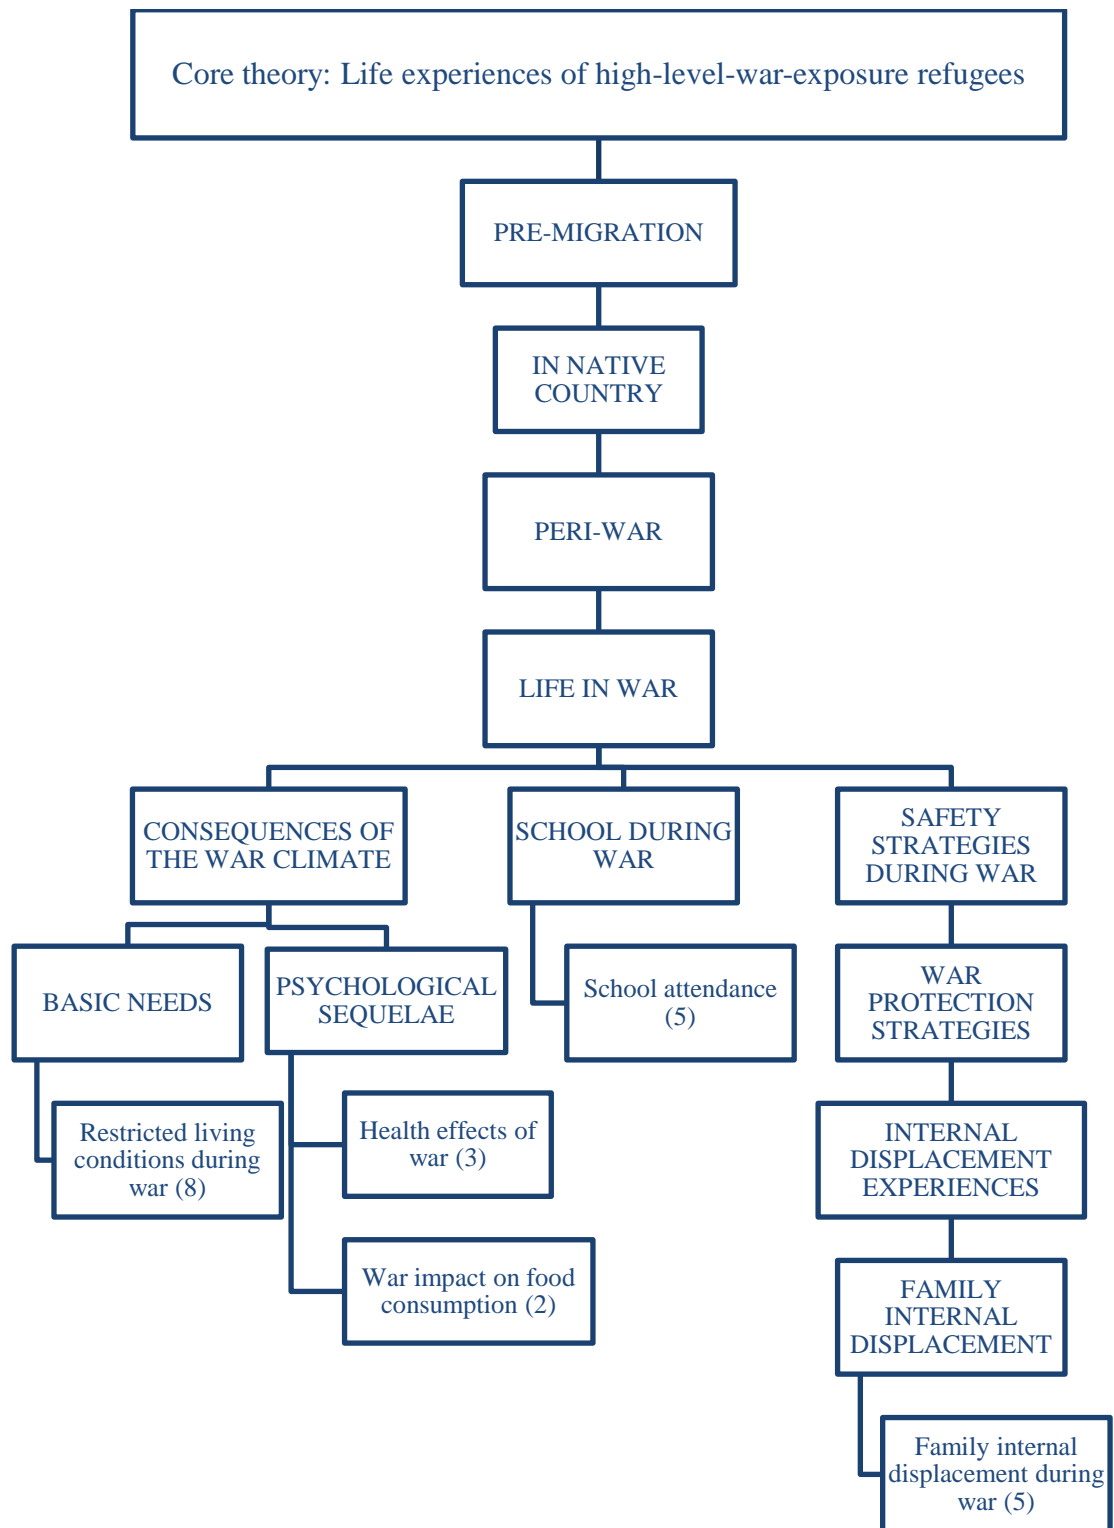 Core theory: Life experiences of high-level-war-exposure refugees
PRE-MIGRATION
IN NATIVE
COUNTRY
PERI-WAR
LIFE IN WAR
CONSEQUENCES OF
THE WAR CLIMATE
SCHOOL DURING
WAR
SAFETY
STRATEGIES
DURING WAR
BASIC NEEDS
PSYCHOLOGICAL
SEQUELAE
School attendance
(5)
WAR
PROTECTION
STRATEGIES
Restricted living
conditions during
war (8)
Health effects of
war (3)
INTERNAL
DISPLACEMENT
EXPERIENCES
War impact on food
consumption (2)
FAMILY
INTERNAL
DISPLACEMENT
Family internal
displacement during
war (5)